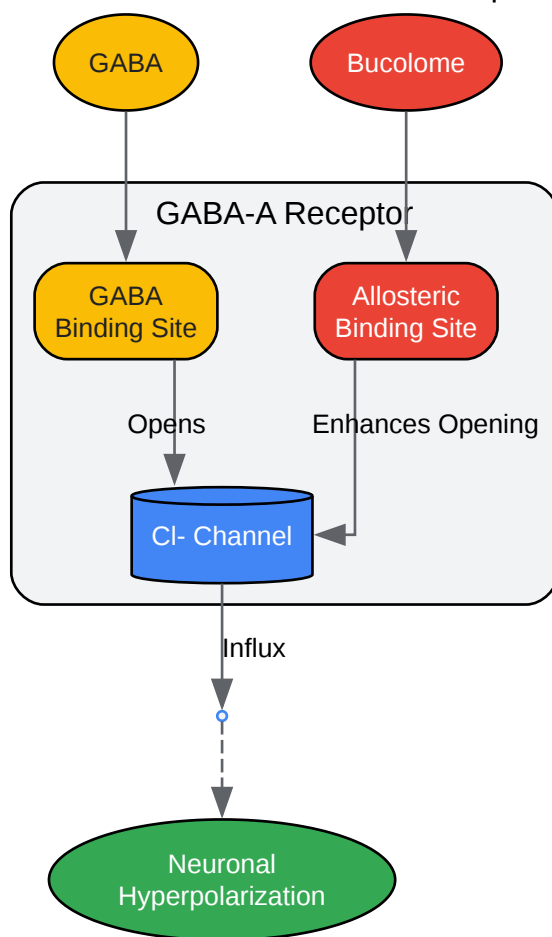 GABA
Bucolome
GABA-A Receptor
GABA
Binding Site
Allosteric
Binding Site
Opens
Enhances Opening
Cl- Channel
Influx
Neuronal
Hyperpolarization